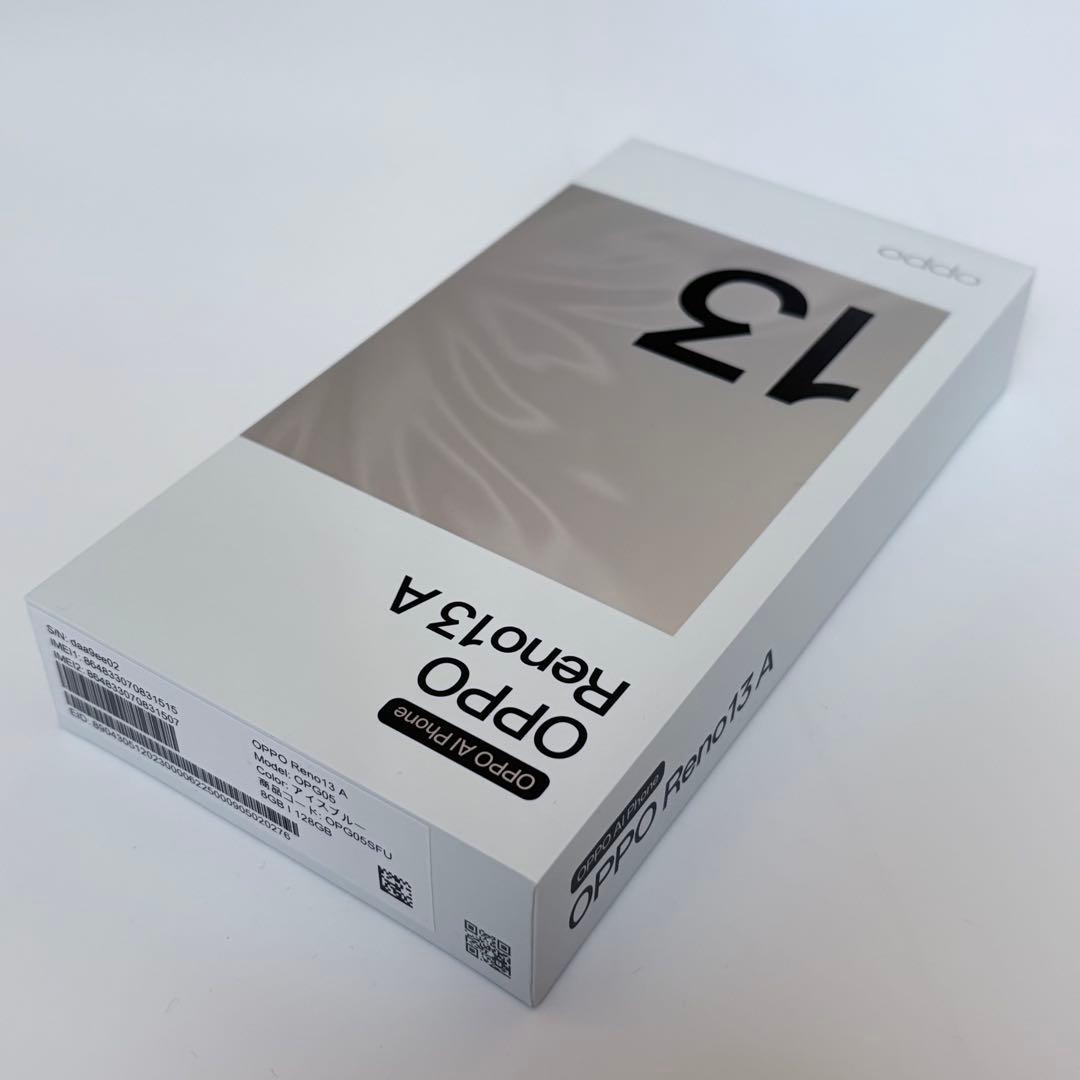 oppo
13
OPPO
Reno13 A
OPPO AI Phone
OPPO AI Phone
OPPO Reno13 A
S/N: daa9ee02
IMEI1: 864833070831515
IMEI2: 864833070831507
EID: 89043051202300006225000905020276
OPPO Reno13 A
Model: OPG05
Color: アイスブルー
商品コード: OPG05SFU
8GB | 128GB